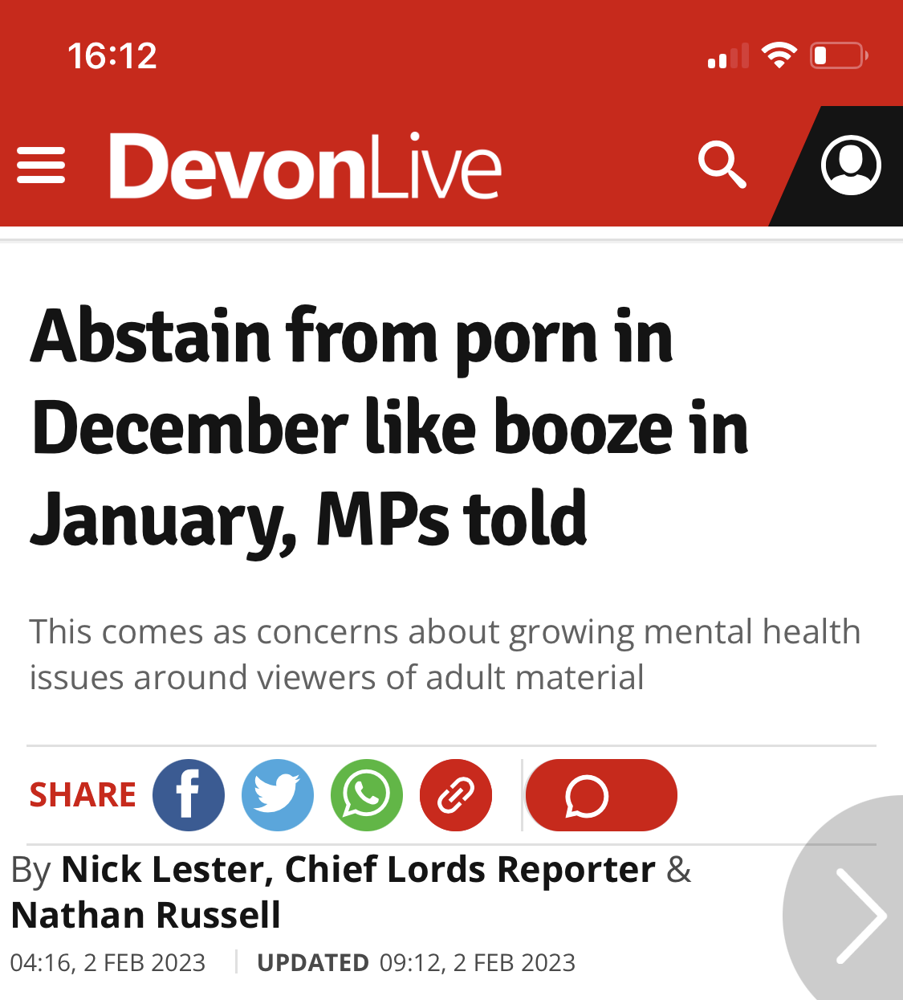 16:12
DevonLive
Abstain from porn in
December like booze in
January, MPs told
This comes as concerns about growing mental health
issues around viewers of adult material
SHARE
By Nick Lester, Chief Lords Reporter &
Nathan Russell
04:16, 2 FEB 2023 UPDATED 09:12, 2 FEB 2023